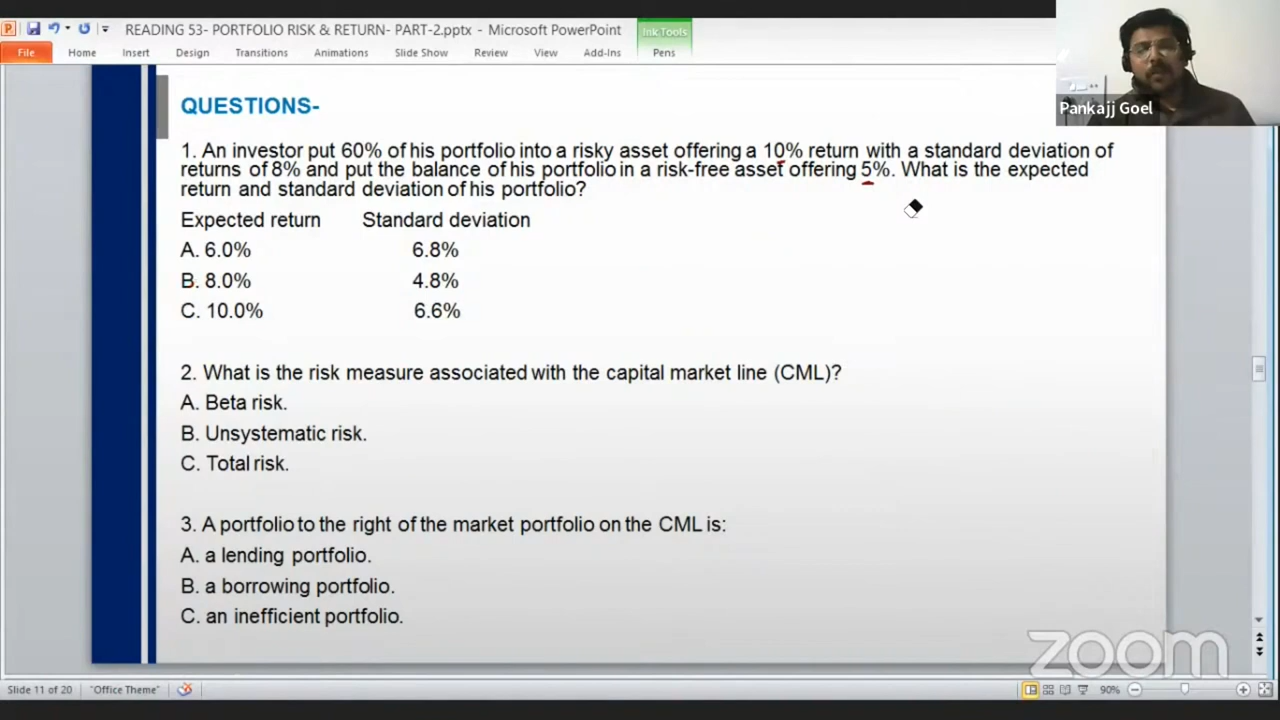 READING 53- PORTFOLIO RISK & RETURN- PART-2.pptx - Microsoft PowerPoint
Ink Tools
File Home Insert Design Transitions Animations Slide Show Review View Add-Ins Pens
Pankajj Goel
QUESTIONS-
1. An investor put 60% of his portfolio into a risky asset offering a 10% return with a standard deviation of
returns of 8% and put the balance of his portfolio in a risk-free asset offering 5%. What is the expected
return and standard deviation of his portfolio?
Expected return Standard deviation
A. 6.0% 6.8%
B. 8.0% 4.8%
C. 10.0% 6.6%
2. What is the risk measure associated with the capital market line (CML)?
A. Beta risk.
B. Unsystematic risk.
C. Total risk.
3. A portfolio to the right of the market portfolio on the CML is:
A. a lending portfolio.
B. a borrowing portfolio.
C. an inefficient portfolio.
zoom
Slide 11 of 20 "Office Theme" 90%